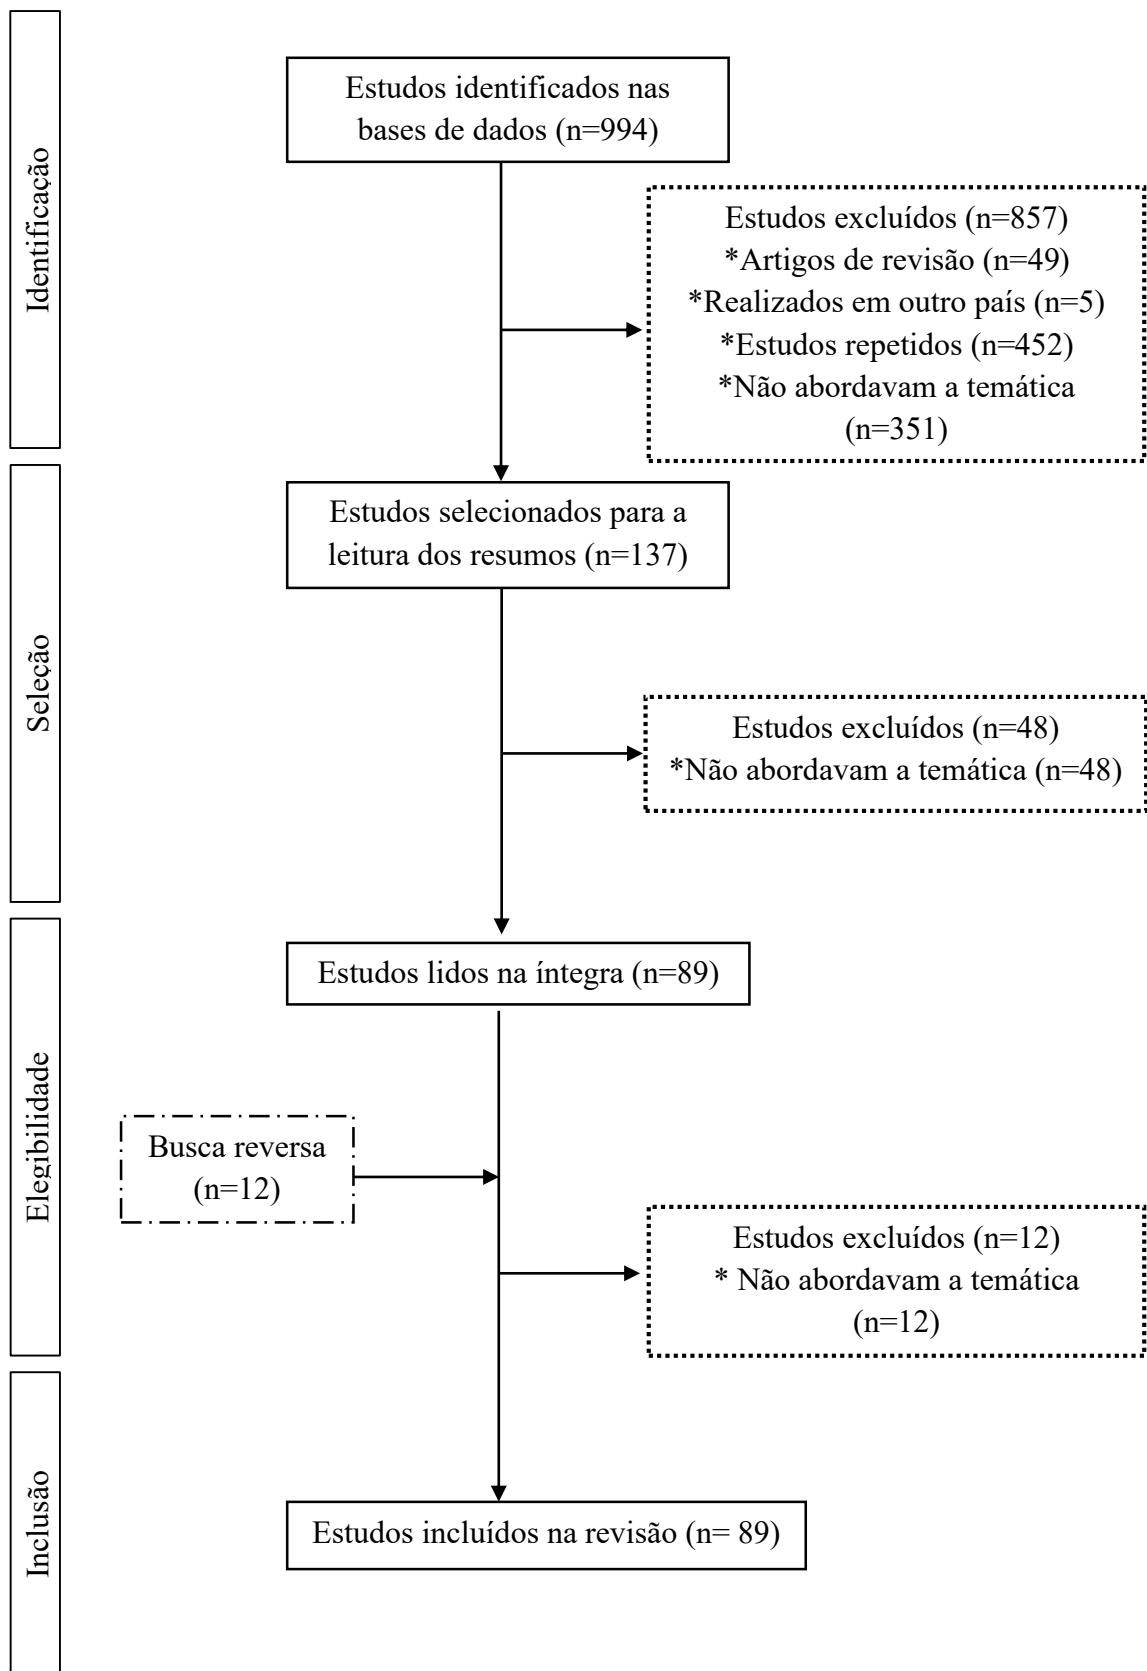 Identificação
Estudos identificados nas
bases de dados (n=994)
Estudos excluídos (n=857)
*Artigos de revisão (n=49)
*Realizados em outro país (n=5)
*Estudos repetidos (n=452)
*Não abordavam a temática
(n=351)
Seleção
Estudos selecionados para a
leitura dos resumos (n=137)
Estudos excluídos (n=48)
*Não abordavam a temática (n=48)
Elegibilidade
Estudos lidos na íntegra (n=89)
Busca reversa
(n=12)
Estudos excluídos (n=12)
* Não abordavam a temática
(n=12)
Inclusão
Estudos incluídos na revisão (n= 89)